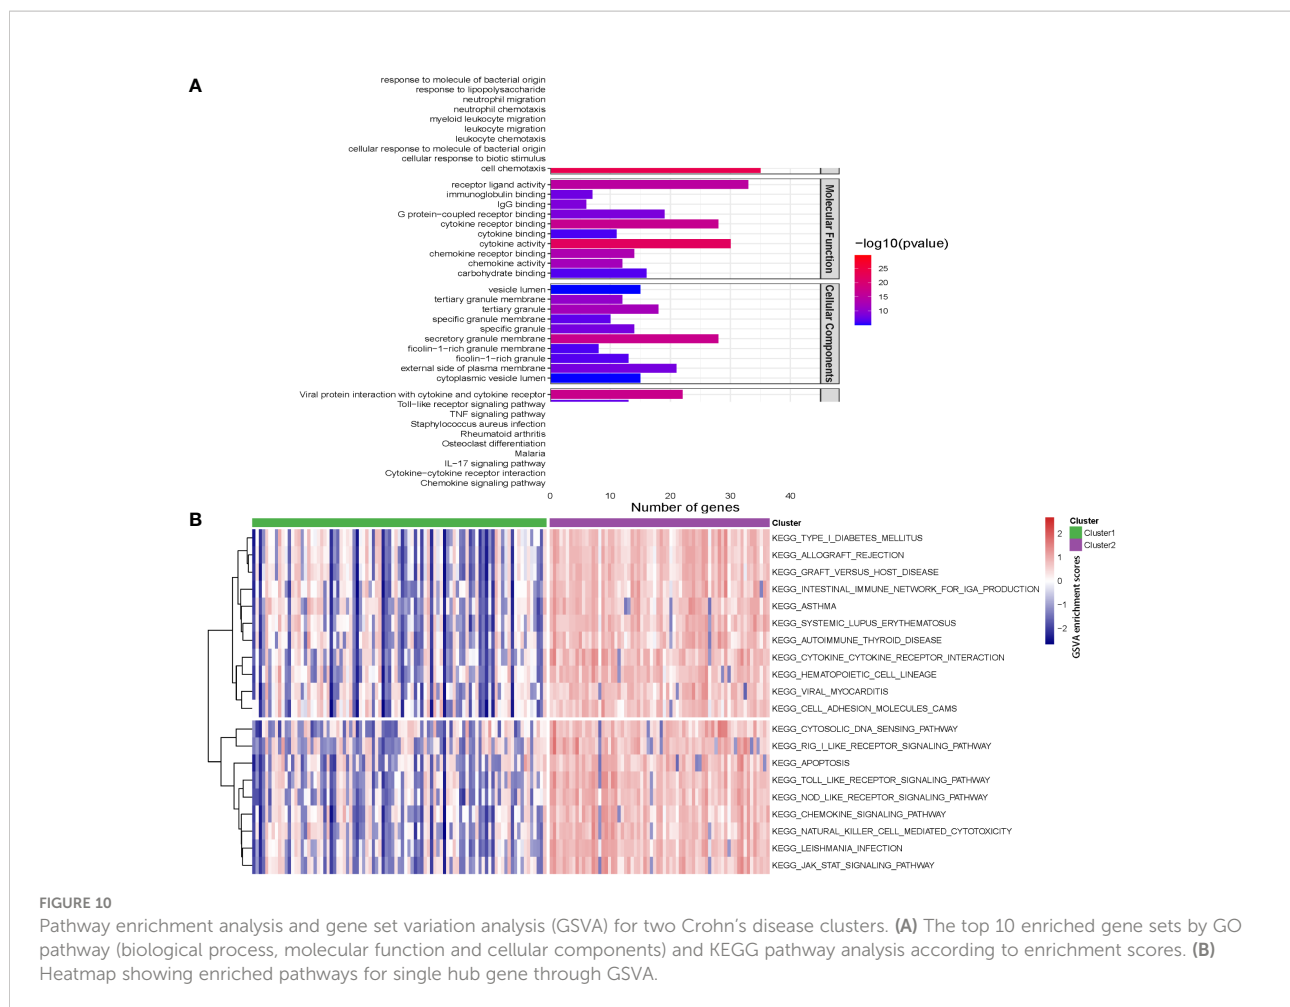 A
response to molecule of bacterial origin
response to lipopolysaccharide
neutrophil migration
neutrophil chemotaxis
myeloid leukocyte migration
leukocyte migration
leukocyte chemotaxis
cellular response to molecule of bacterial origin
cellular response to biotic stimulus
cell chemotaxis
receptor ligand activity
immunoglobulin binding
IgG binding
G protein−coupled receptor binding
cytokine receptor binding
cytokine binding
cytokine activity
chemokine receptor binding
chemokine activity
carbohydrate binding
Molecular Function
vesicle lumen
tertiary granule membrane
tertiary granule
specific granule membrane
specific granule
secretory granule membrane
ficolin−1−rich granule membrane
ficolin−1−rich granule
external side of plasma membrane
cytoplasmic vesicle lumen
Cellular Components
Viral protein interaction with cytokine and cytokine receptor
Toll−like receptor signaling pathway
TNF signaling pathway
Staphylococcus aureus infection
Rheumatoid arthritis
Osteoclast differentiation
Malaria
IL−17 signaling pathway
Cytokine−cytokine receptor interaction
Chemokine signaling pathway
0 10 20 30 40
Number of genes
−log10(pvalue)
25
20
15
10
B
Cluster
KEGG_TYPE_I_DIABETES_MELLITUS
KEGG_ALLOGRAFT_REJECTION
KEGG_GRAFT_VERSUS_HOST_DISEASE
KEGG_INTESTINAL_IMMUNE_NETWORK_FOR_IGA_PRODUCTION
KEGG_ASTHMA
KEGG_SYSTEMIC_LUPUS_ERYTHEMATOSUS
KEGG_AUTOIMMUNE_THYROID_DISEASE
KEGG_CYTOKINE_CYTOKINE_RECEPTOR_INTERACTION
KEGG_HEMATOPOIETIC_CELL_LINEAGE
KEGG_VIRAL_MYOCARDITIS
KEGG_CELL_ADHESION_MOLECULES_CAMS
KEGG_CYTOSOLIC_DNA_SENSING_PATHWAY
KEGG_RIG_I_LIKE_RECEPTOR_SIGNALING_PATHWAY
KEGG_APOPTOSIS
KEGG_TOLL_LIKE_RECEPTOR_SIGNALING_PATHWAY
KEGG_NOD_LIKE_RECEPTOR_SIGNALING_PATHWAY
KEGG_CHEMOKINE_SIGNALING_PATHWAY
KEGG_NATURAL_KILLER_CELL_MEDIATED_CYTOTOXICITY
KEGG_LEISHMANIA_INFECTION
KEGG_JAK_STAT_SIGNALING_PATHWAY
2
1
0
−1
−2
GSVA enrichment scores
Cluster
Cluster1
Cluster2
FIGURE 10
Pathway enrichment analysis and gene set variation analysis (GSVA) for two Crohn's disease clusters. (A) The top 10 enriched gene sets by GO
pathway (biological process, molecular function and cellular components) and KEGG pathway analysis according to enrichment scores. (B)
Heatmap showing enriched pathways for single hub gene through GSVA.